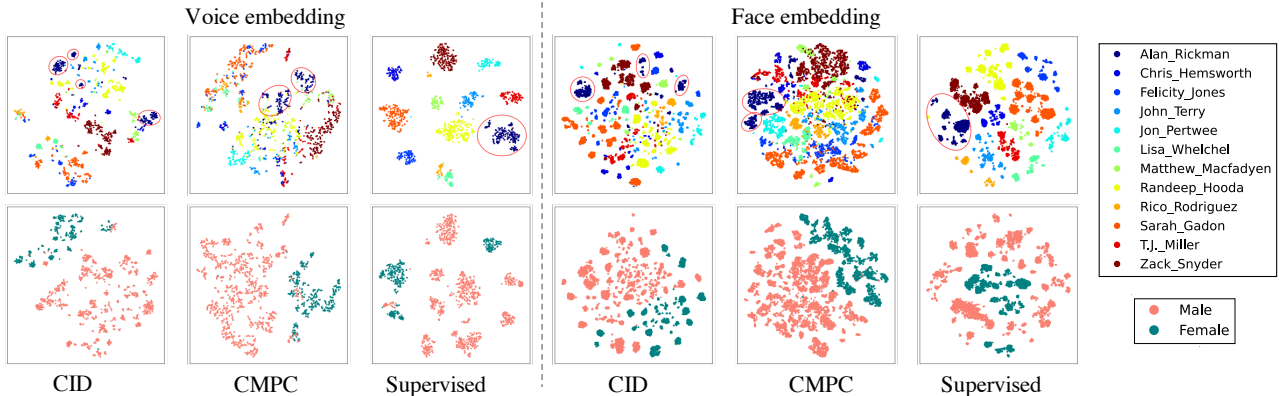 Voice embedding
Face embedding
Alan_Rickman
Chris_Hemsworth
Felicity_Jones
John_Terry
Jon_Pertwee
Lisa_Whelchel
Matthew_Macfadyen
Randeep_Hooda
Rico_Rodriguez
Sarah_Gadon
T.J._Miller
Zack_Snyder
Male
Female
CID
CMPC
Supervised
CID
CMPC
Supervised